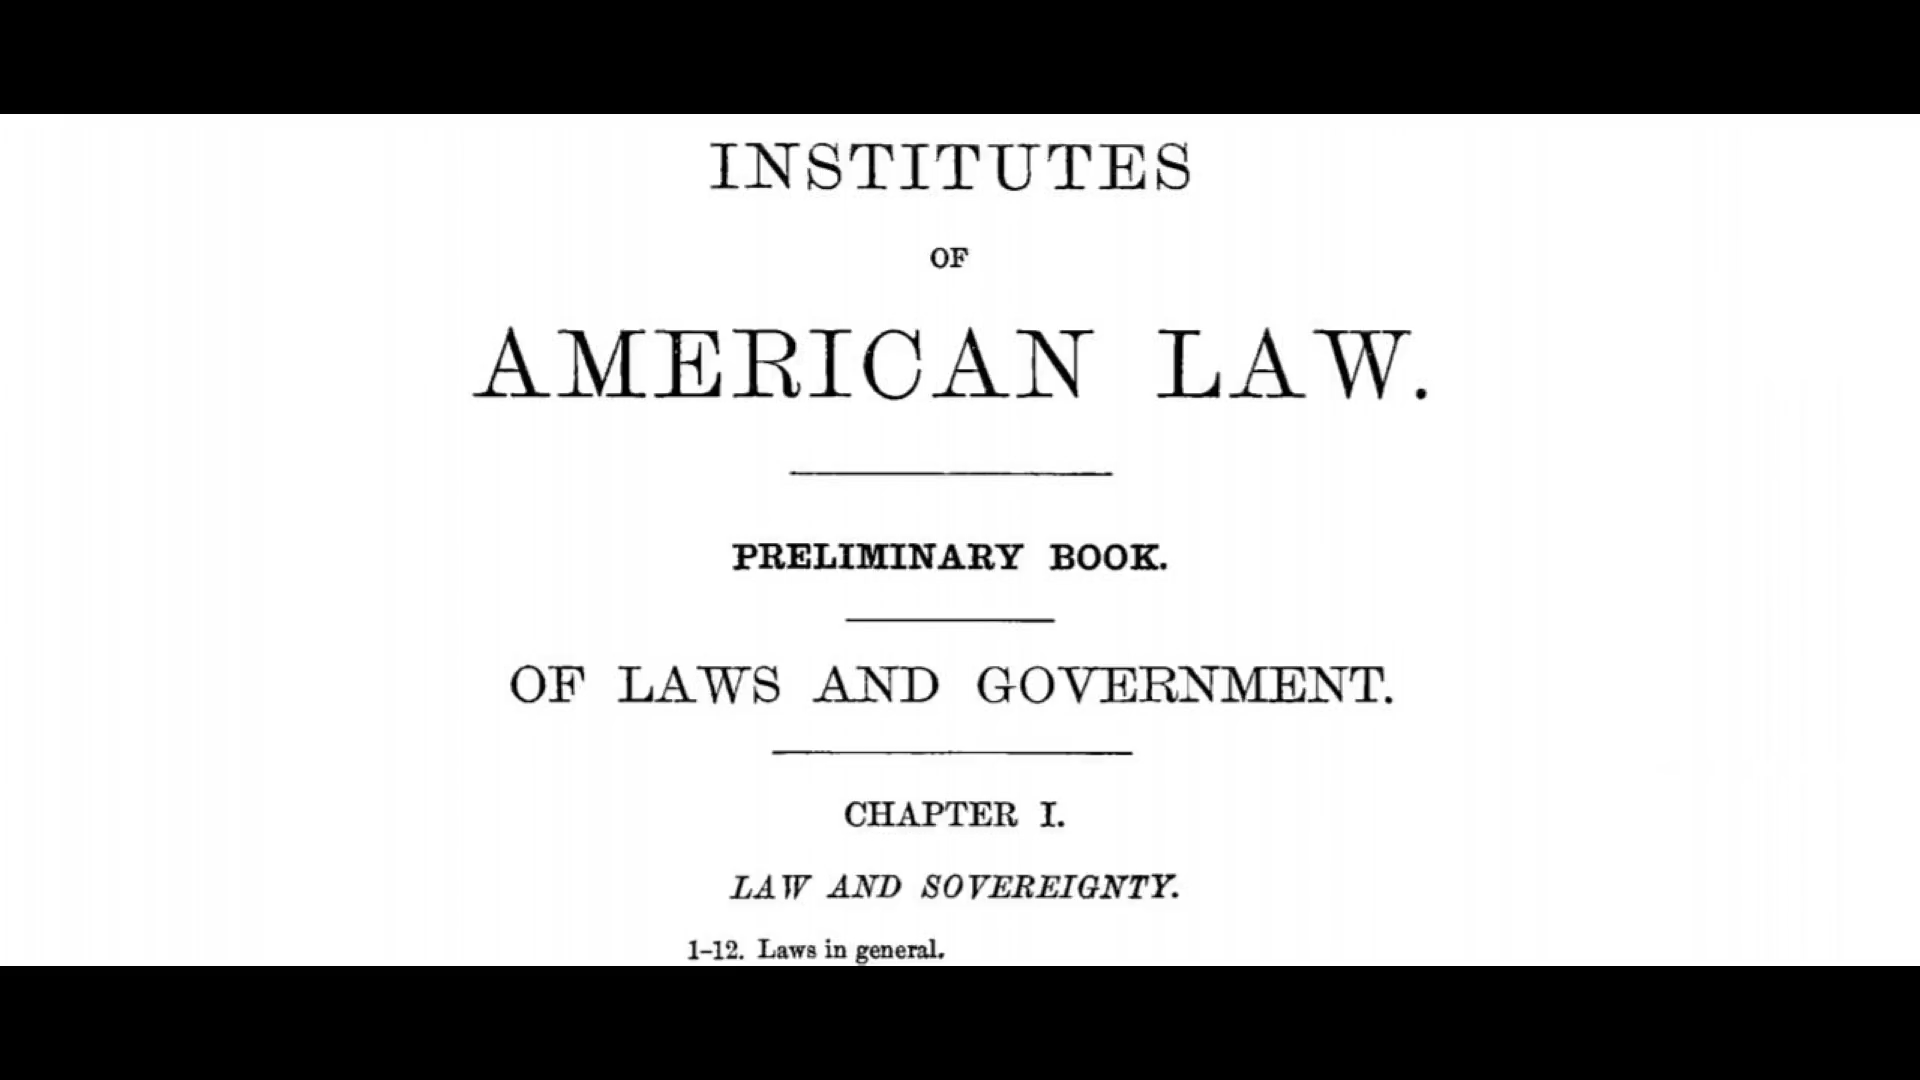 INSTITUTES
OF
AMERICAN LAW.
PRELIMINARY BOOK.
OF LAWS AND GOVERNMENT.
CHAPTER I.
LAW AND SOVEREIGNTY.
1–12. Laws in general.